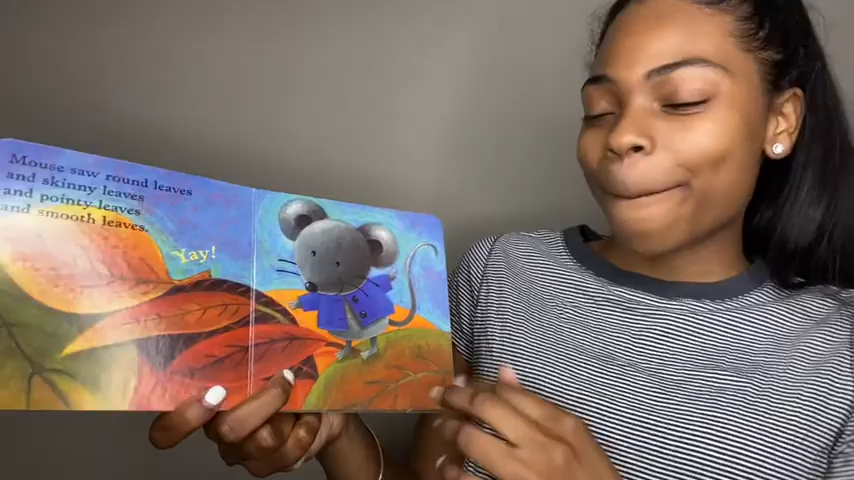 Mouse saw round leaves
and skinny leaves
and pointy leaves
and smooth leaves.
Yay!